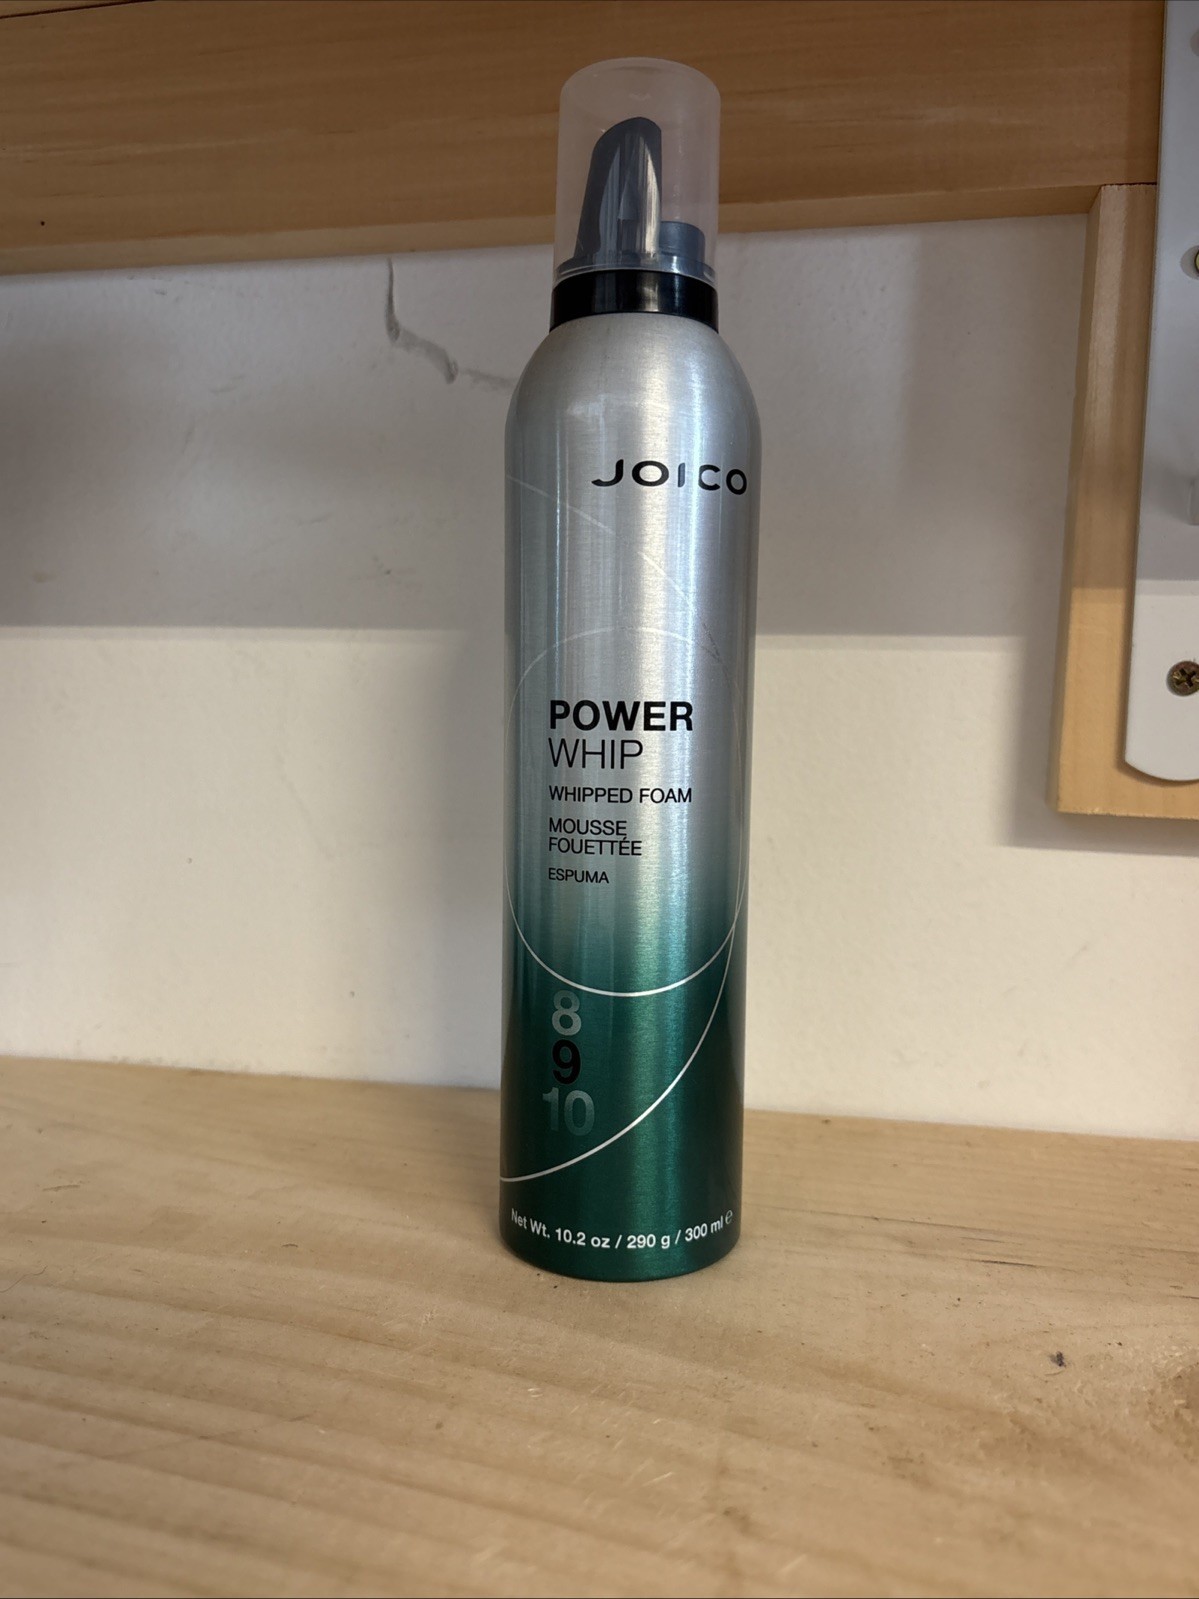 JOICO
POWER
WHIP
WHIPPED FOAM
MOUSSE
FOUETTÉE
ESPUMA
8
9
10
Net Wt. 10.2 oz / 290 g / 300 ml ℮